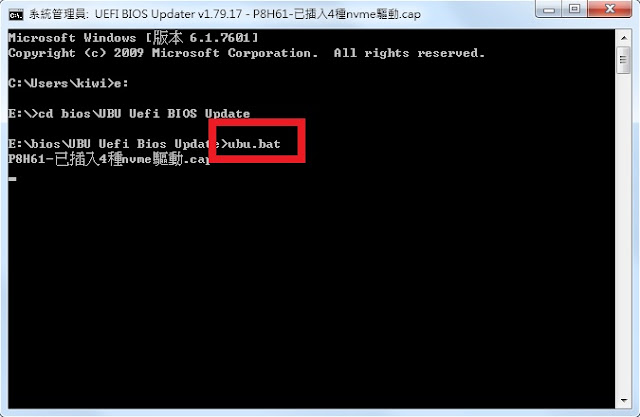 系統管理員: UEFI BIOS Updater v1.79.17 - P8H61-已插入4種nvme驅動.cap
Microsoft Windows [版本 6.1.7601]
Copyright (c) 2009 Microsoft Corporation.  All rights reserved.
C:\Users\kiwi>e:
E:\>cd bios\UBU Uefi BIOS Update
E:\bios\UBU Uefi Bios Update>ubu.bat
P8H61-已插入4種nvme驅動.cap